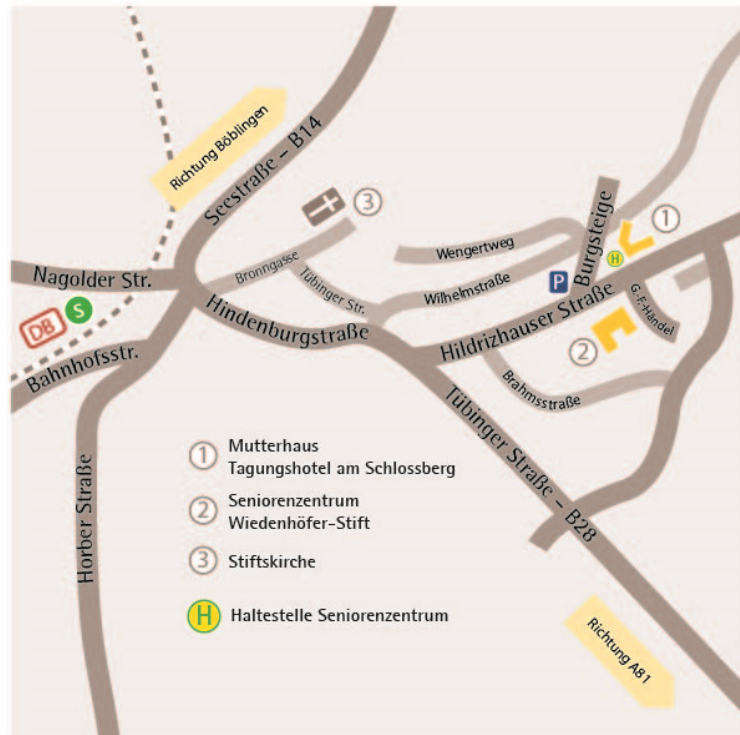 Richtung Böblingen
Seestraße – B14
3
1
Wengertweg
Burgsteige
Bronngasse
H
Nagolder Str.
Tübinger Str.
Wilhelmstraße
P
S
DB
Hindenburgstraße
Hildrizhauser Straße
G.-F.-Händel
2
Bahnhofsstr.
Brahmsstraße
Tübinger Straße – B28
Horber Straße
1
Mutterhaus
Tagungshotel am Schlossberg
2
Seniorenzentrum
Wiedenhöfer-Stift
3
Stiftskirche
H
Haltestelle Seniorenzentrum
Richtung A81